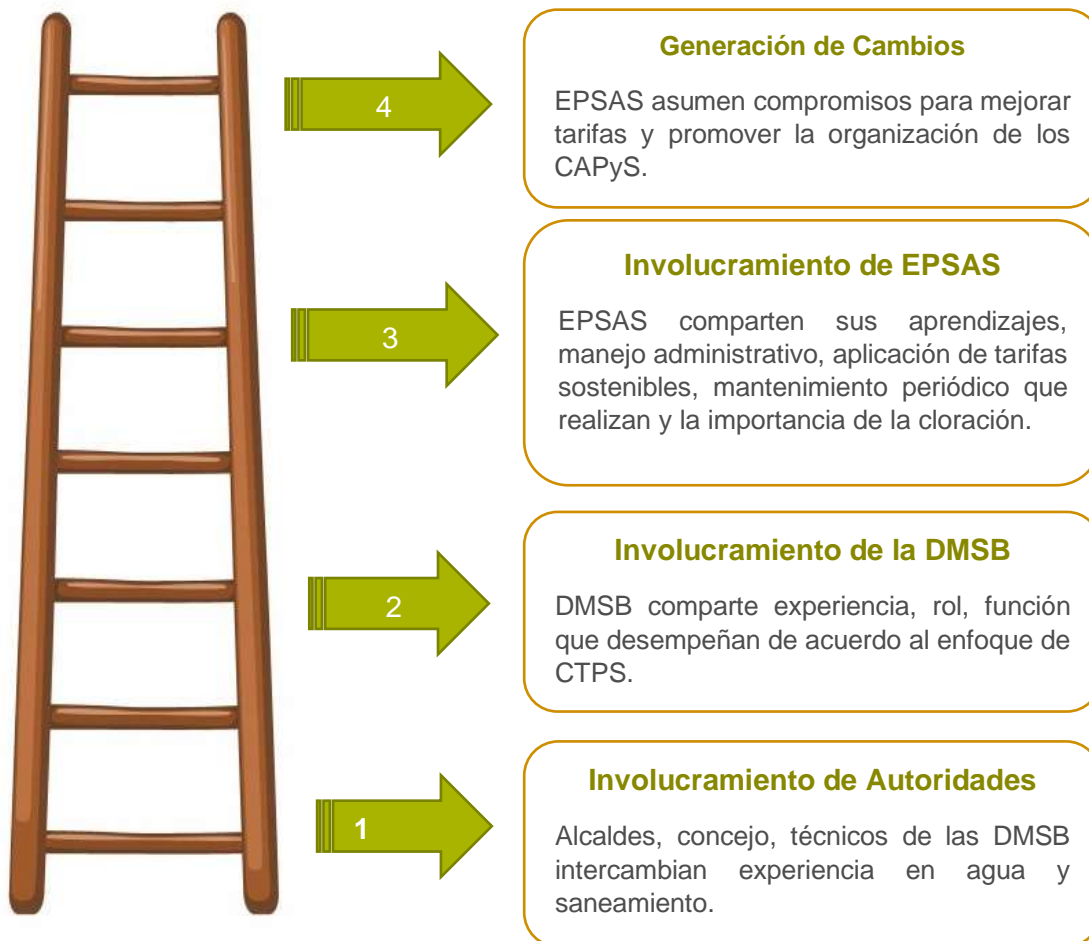 4
Generación de Cambios
EPSAS asumen compromisos para mejorar
tarifas y promover la organización de los
CAPyS.
3
Involucramiento de EPSAS
EPSAS comparten sus aprendizajes,
manejo administrativo, aplicación de tarifas
sostenibles, mantenimiento periódico que
realizan y la importancia de la cloración.
2
Involucramiento de la DMSB
DMSB comparte experiencia, rol, función
que desempeñan de acuerdo al enfoque de
CTPS.
1
Involucramiento de Autoridades
Alcaldes, concejo, técnicos de las DMSB
intercambian experiencia en agua y
saneamiento.